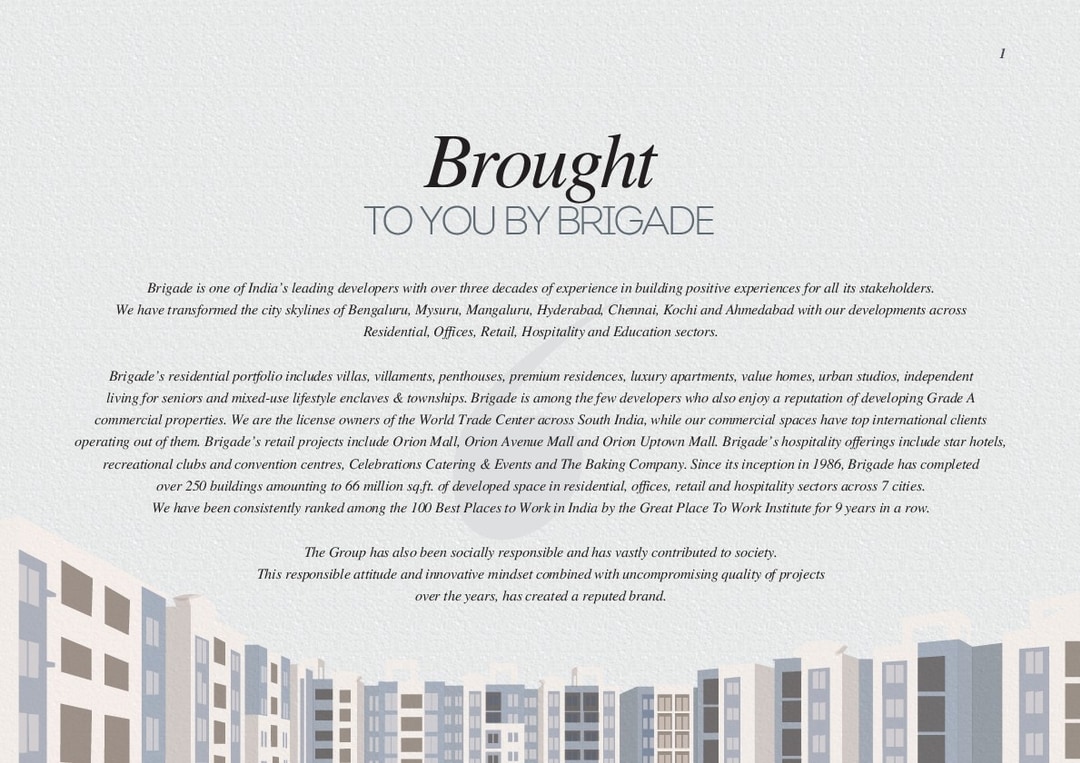 1
Brought
TO YOU BY BRIGADE
Brigade is one of India's leading developers with over three decades of experience in building positive experiences for all its stakeholders.
We have transformed the city skylines of Bengaluru, Mysuru, Mangaluru, Hyderabad, Chennai, Kochi and Ahmedabad with our developments across
Residential, Offices, Retail, Hospitality and Education sectors.
Brigade's residential portfolio includes villas, villaments, penthouses, premium residences, luxury apartments, value homes, urban studios, independent
living for seniors and mixed-use lifestyle enclaves & townships. Brigade is among the few developers who also enjoy a reputation of developing Grade A
commercial properties. We are the license owners of the World Trade Center across South India, while our commercial spaces have top international clients
operating out of them. Brigade's retail projects include Orion Mall, Orion Avenue Mall and Orion Uptown Mall. Brigade's hospitality offerings include star hotels,
recreational clubs and convention centres, Celebrations Catering & Events and The Baking Company. Since its inception in 1986, Brigade has completed
over 250 buildings amounting to 66 million sq.ft. of developed space in residential, offices, retail and hospitality sectors across 7 cities.
We have been consistently ranked among the 100 Best Places to Work in India by the Great Place To Work Institute for 9 years in a row.
The Group has also been socially responsible and has vastly contributed to society.
This responsible attitude and innovative mindset combined with uncompromising quality of projects
over the years, has created a reputed brand.